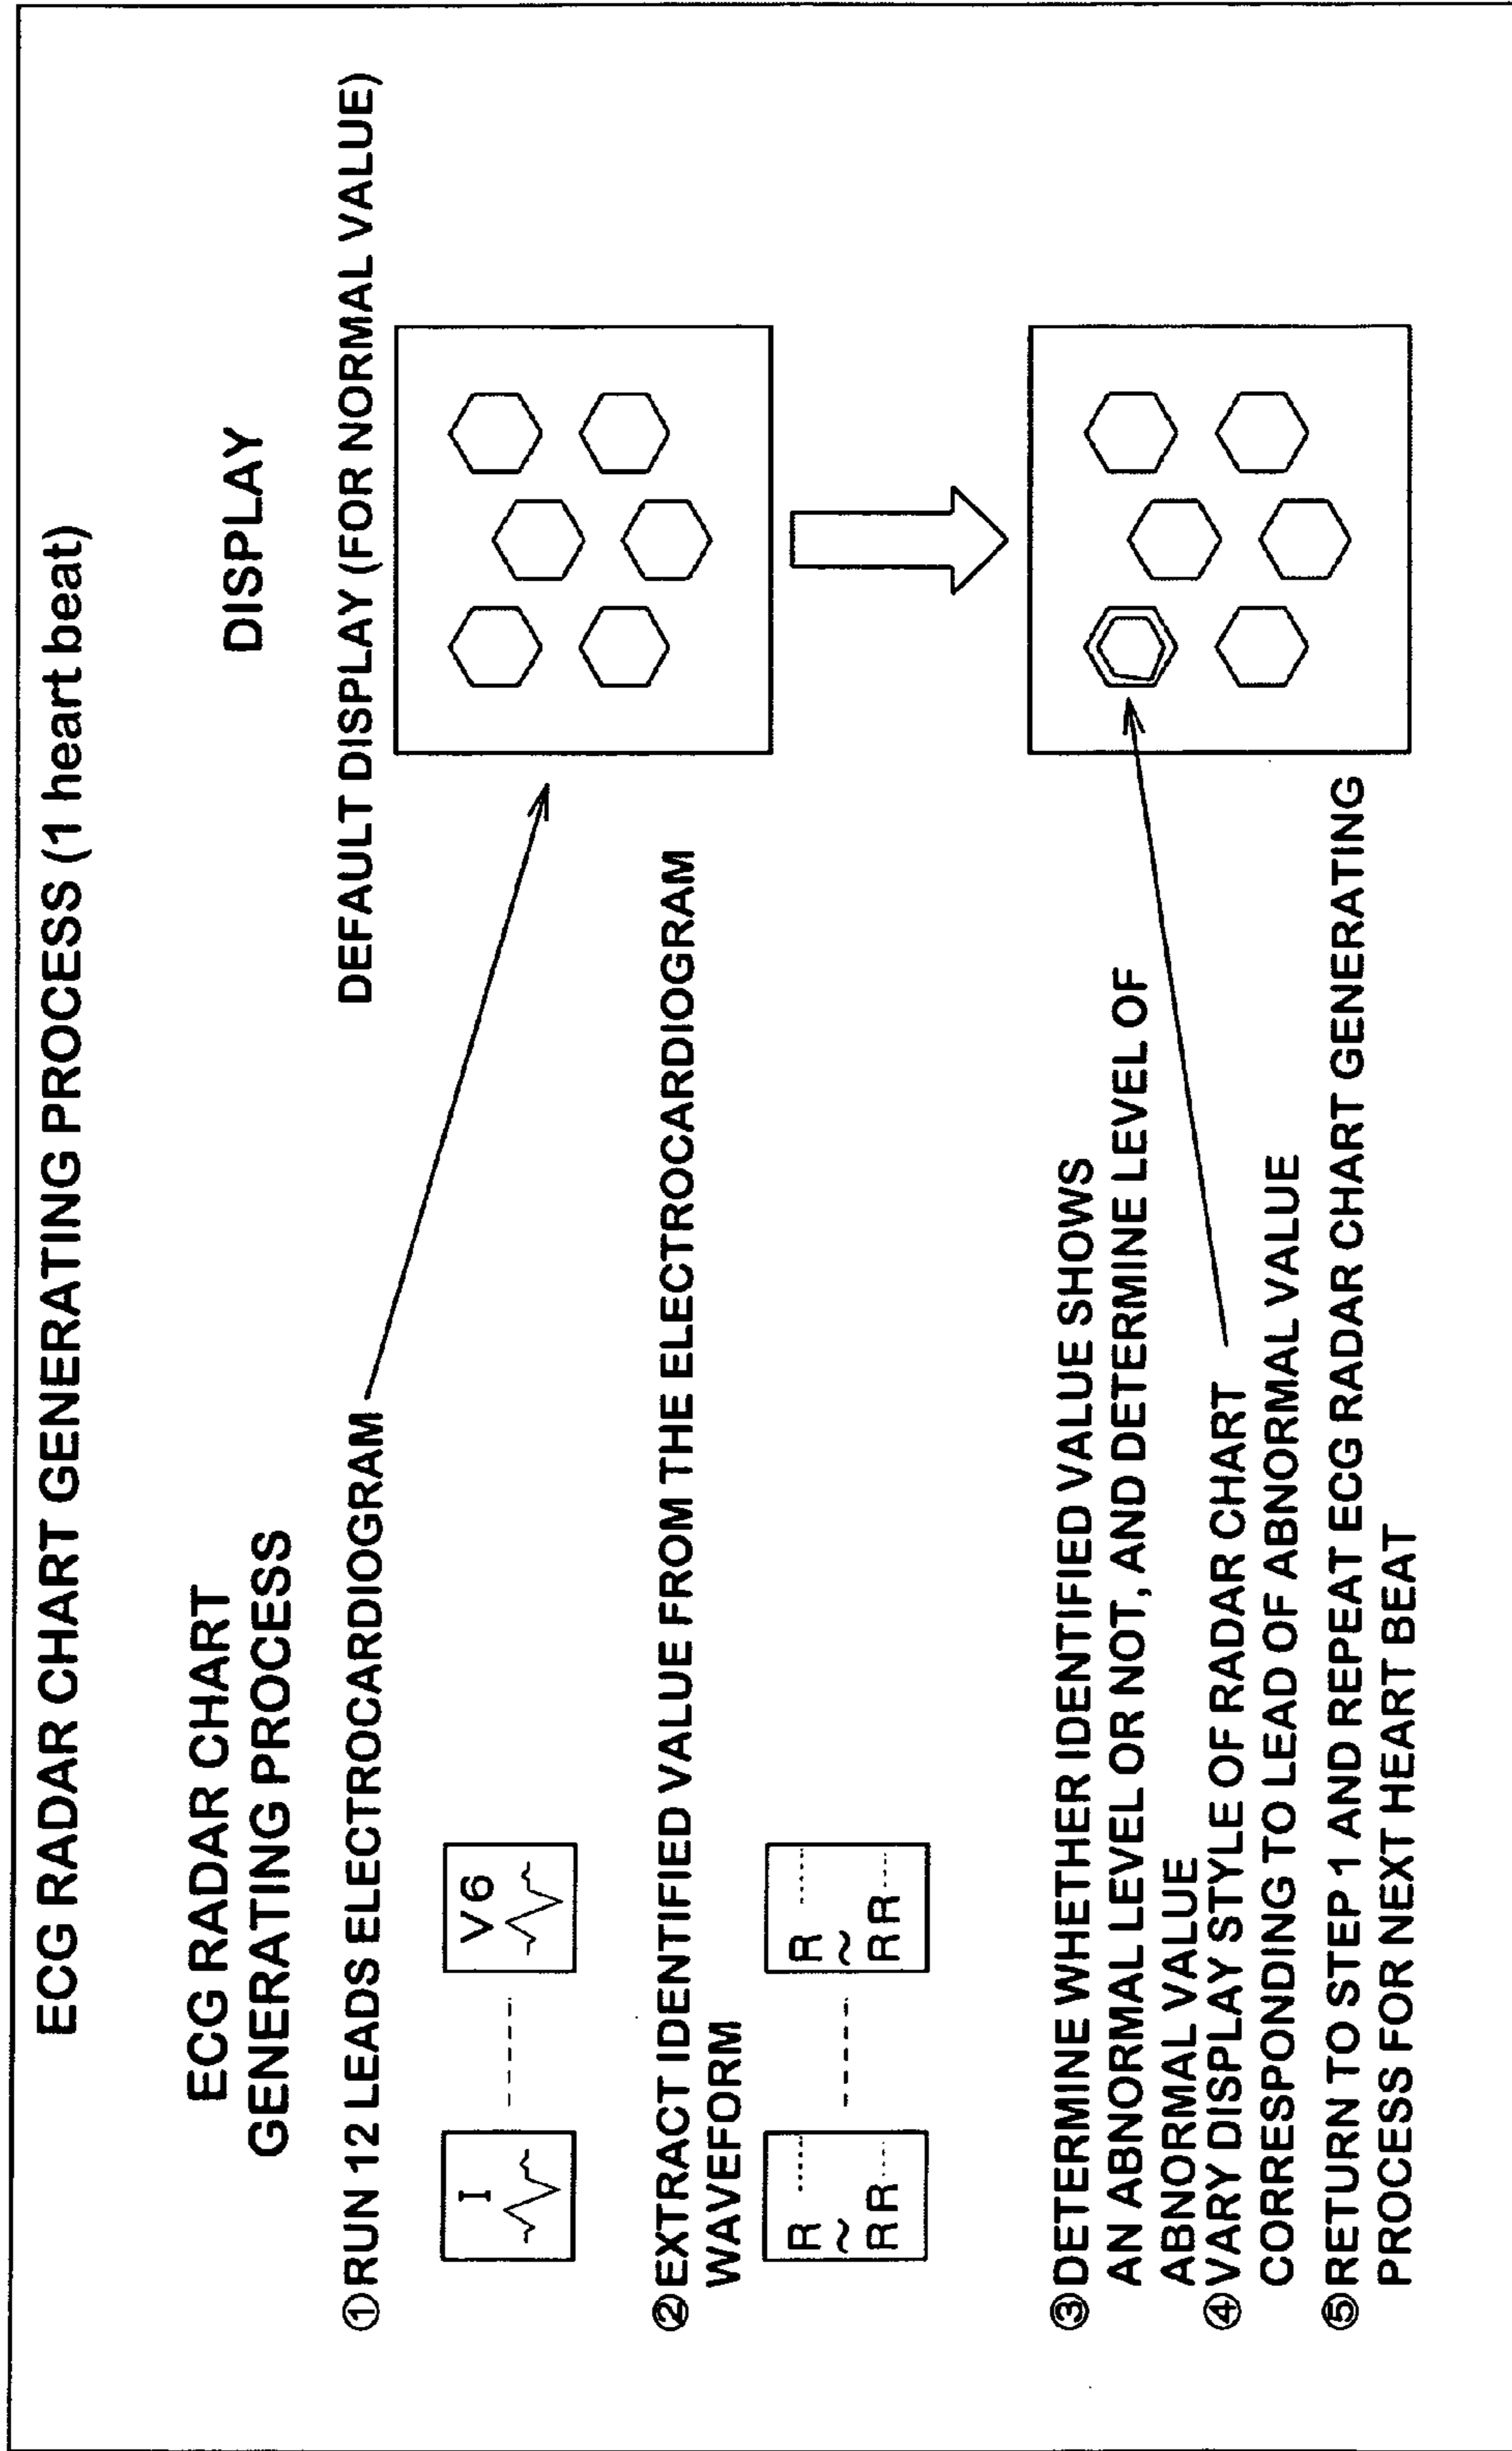 ECG RADAR CHART GENERATING PROCESS (1 heart beat)
ECG RADAR CHART
GENERATING PROCESS
DISPLAY
①RUN 12 LEADS ELECTROCARDIOGRAM
DEFAULT DISPLAY (FOR NORMAL VALUE)
I
V6
②EXTRACT IDENTIFIED VALUE FROM THE ELECTROCARDIOGRAM
WAVEFORM
R
~
RR
R
~
RR
③DETERMINE WHETHER IDENTIFIED VALUE SHOWS
AN ABNORMAL LEVEL OR NOT, AND DETERMINE LEVEL OF
ABNORMAL VALUE
④VARY DISPLAY STYLE OF RADAR CHART
CORRESPONDING TO LEAD OF ABNORMAL VALUE
⑤RETURN TO STEP 1 AND REPEAT ECG RADAR CHART GENERATING
PROCESS FOR NEXT HEART BEAT